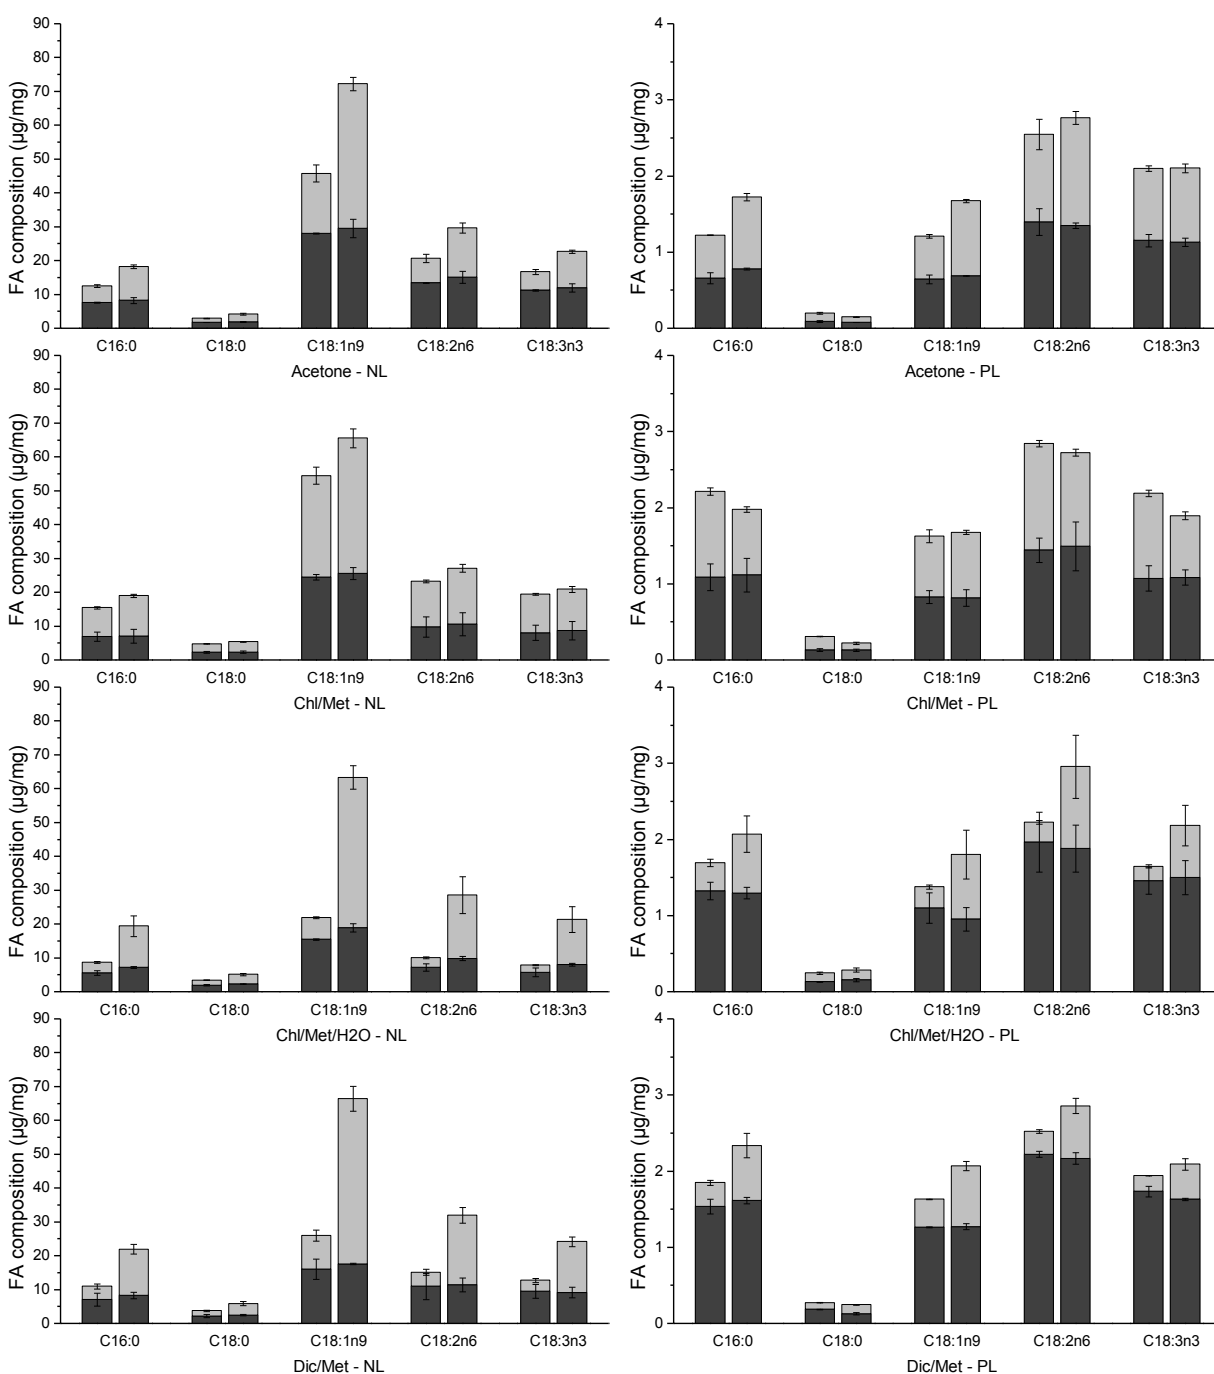 FA composition (µg/mg)
90
80
70
60
50
40
30
20
10
0
C16:0 C18:0 C18:1n9 C18:2n6 C18:3n3
Acetone - NL
FA composition (µg/mg)
4
3
2
1
0
C16:0 C18:0 C18:1n9 C18:2n6 C18:3n3
Acetone - PL
FA composition (µg/mg)
90
80
70
60
50
40
30
20
10
0
C16:0 C18:0 C18:1n9 C18:2n6 C18:3n3
Chl/Met - NL
FA composition (µg/mg)
4
3
2
1
0
C16:0 C18:0 C18:1n9 C18:2n6 C18:3n3
Chl/Met - PL
FA composition (µg/mg)
90
80
70
60
50
40
30
20
10
0
C16:0 C18:0 C18:1n9 C18:2n6 C18:3n3
Chl/Met/H2O - NL
FA composition (µg/mg)
4
3
2
1
0
C16:0 C18:0 C18:1n9 C18:2n6 C18:3n3
Chl/Met/H2O - PL
FA composition (µg/mg)
90
80
70
60
50
40
30
20
10
0
C16:0 C18:0 C18:1n9 C18:2n6 C18:3n3
Dic/Met - NL
FA composition (µg/mg)
4
3
2
1
0
C16:0 C18:0 C18:1n9 C18:2n6 C18:3n3
Dic/Met - PL